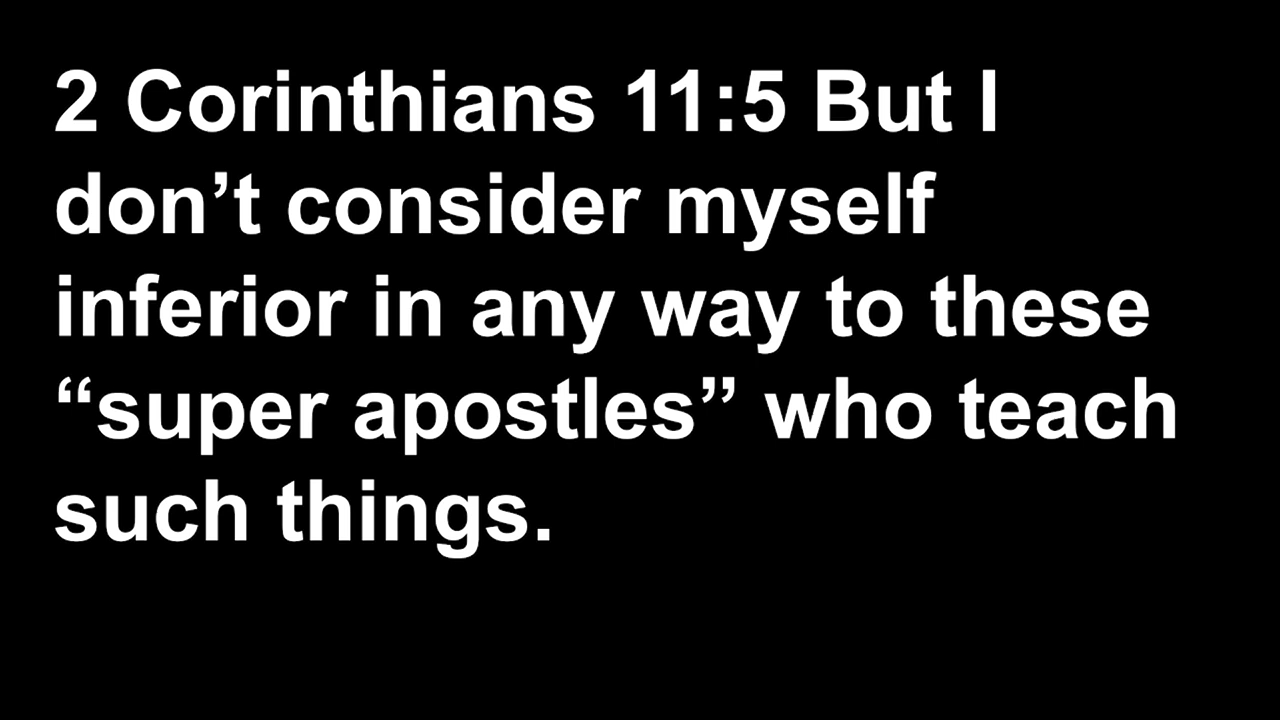 2 Corinthians 11:5 But I
don’t consider myself
inferior in any way to these
“super apostles” who teach
such things.